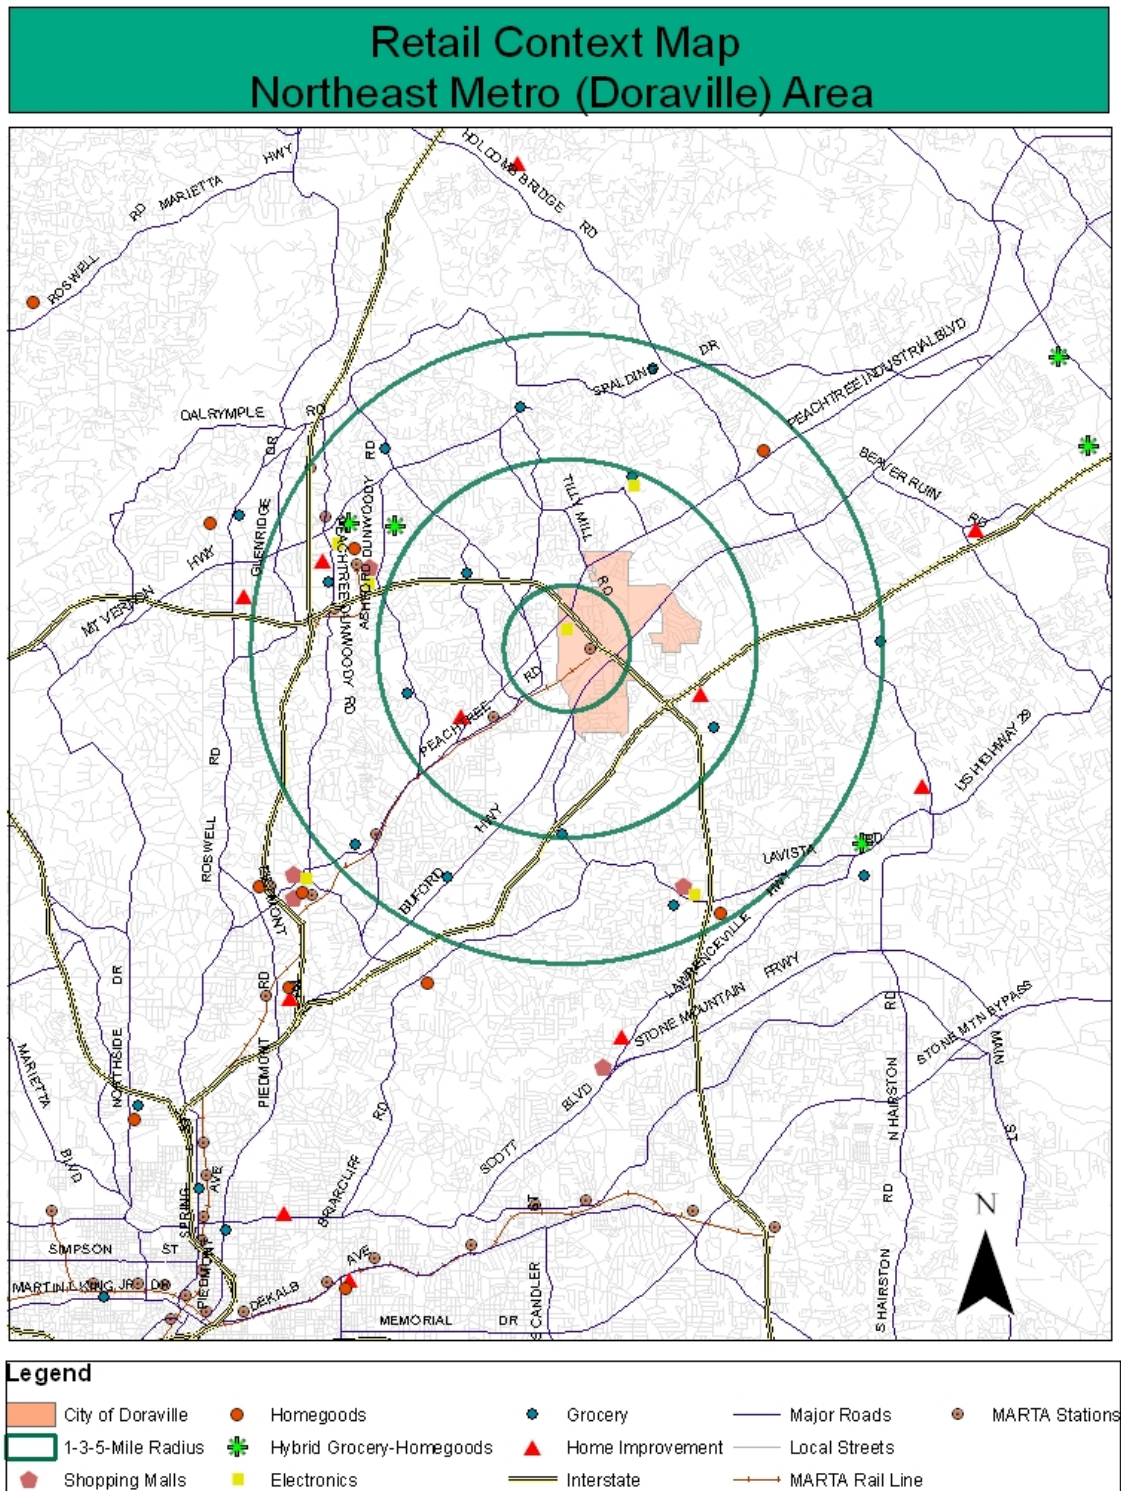 Retail Context Map
Northeast Metro (Doraville) Area
HOLCOMB BRIDGE RD
HWY
MARIETTA
RD
ROSWELL
DR
SPALDING
PEACHTREE INDUSTRIAL BLVD
DALRYMPLE RD
DR
RD
BEAVER RUIN
RD
TILLY MILL
RD
GLENRIDGE
HWY
MT VERNON
PEACHTREE DUNWOODY RD
ASHFORD DUNWOODY
RD
PEACHTREE
US HIGHWAY 29
RD
ROSWELL
HWY
BUFORD
LAVISTA
RD
HWY
LAWRENCEVILLE
PIEDMONT
RD
FRWY
STONE MOUNTAIN
STONE MTN BYPASS
RD
DR
NORTHSIDE
MARIETTA
BLVD
PIEDMONT
RD
BRIARCLIFF
BLVD
SCOTT
MAIN
ST
N HAIRSTON
RD
S HAIRSTON
AVE
SPRING
PIEDMONT
ST
SIMPSON ST
MARTIN L KING JR DR
AVE
DEKALB
MEMORIAL DR
S CANDLER
N
Legend
City of Doraville
Homegoods
Grocery
Major Roads
MARTA Stations
1-3-5-Mile Radius
Hybrid Grocery-Homegoods
Home Improvement
Local Streets
Shopping Malls
Electronics
Interstate
MARTA Rail Line